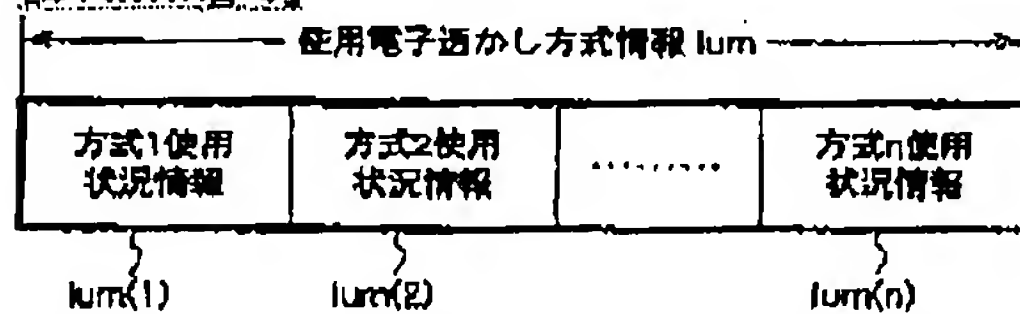 使用電子透かし方式情報 Ium
方式1使用
状況情報
方式2使用
状況情報
………
方式n使用
状況情報
Ium(1)
Ium(2)
Ium(n)